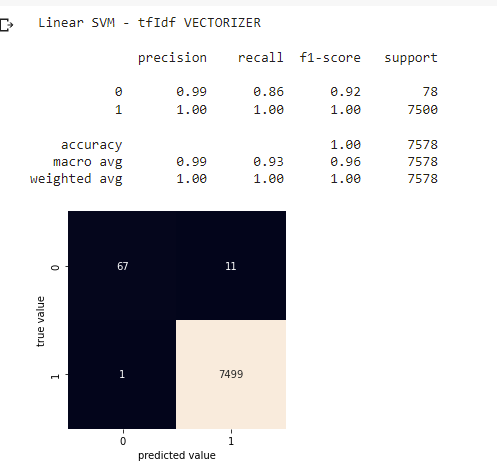 Linear SVM - tfIdf VECTORIZER
precision recall f1-score support
0 0.99 0.86 0.92 78
1 1.00 1.00 1.00 7500
accuracy 1.00 7578
macro avg 0.99 0.93 0.96 7578
weighted avg 1.00 1.00 1.00 7578
67 11
0
true value
1 7499
1
0 1
predicted value